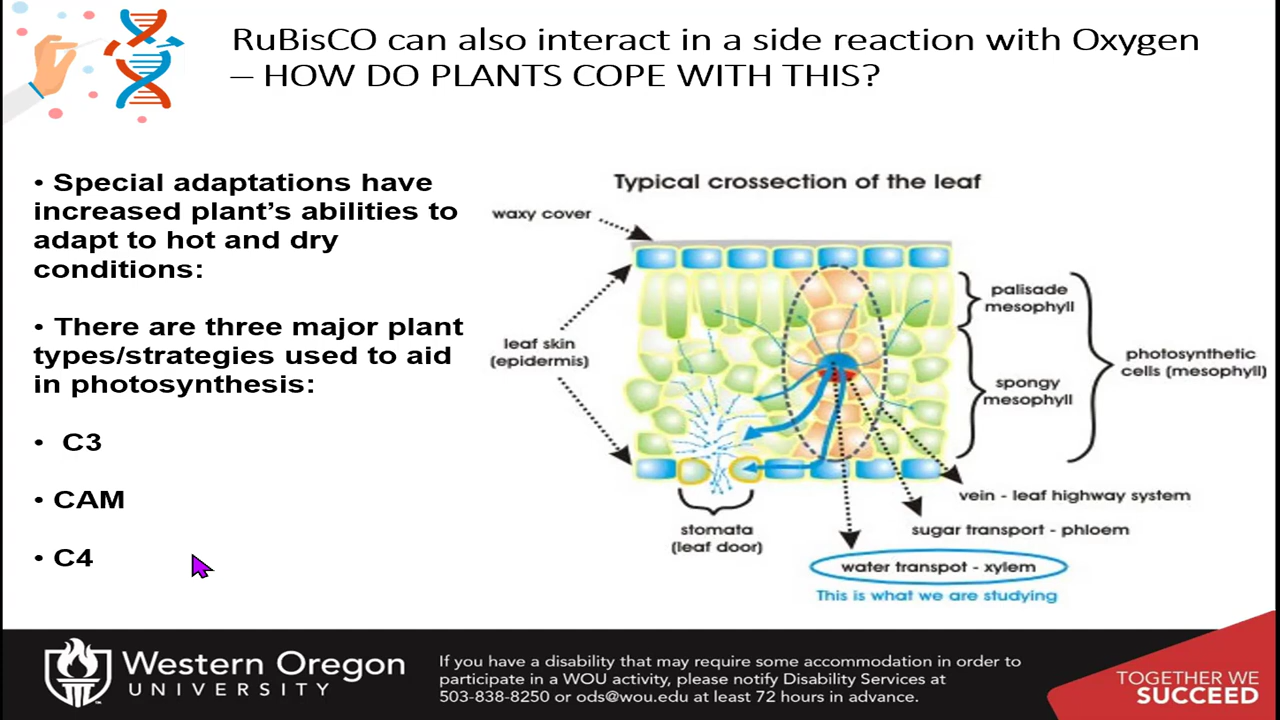 RuBisCO can also interact in a side reaction with Oxygen
– HOW DO PLANTS COPE WITH THIS?
• Special adaptations have
increased plant's abilities to
adapt to hot and dry
conditions:
• There are three major plant
types/strategies used to aid
in photosynthesis:
• C3
• CAM
• C4
Typical crossection of the leaf
waxy cover
leaf skin
(epidermis)
palisade
mesophyll
spongy
mesophyll
photosynthetic
cells (mesophyll)
stomata
(leaf door)
vein - leaf highway system
sugar transport - phloem
water transpot - xylem
This is what we are studying
Western Oregon
UNIVERSITY
If you have a disability that may require some accommodation in order to
participate in a WOU activity, please notify Disability Services at
503-838-8250 or ods@wou.edu at least 72 hours in advance.
TOGETHER WE
SUCCEED